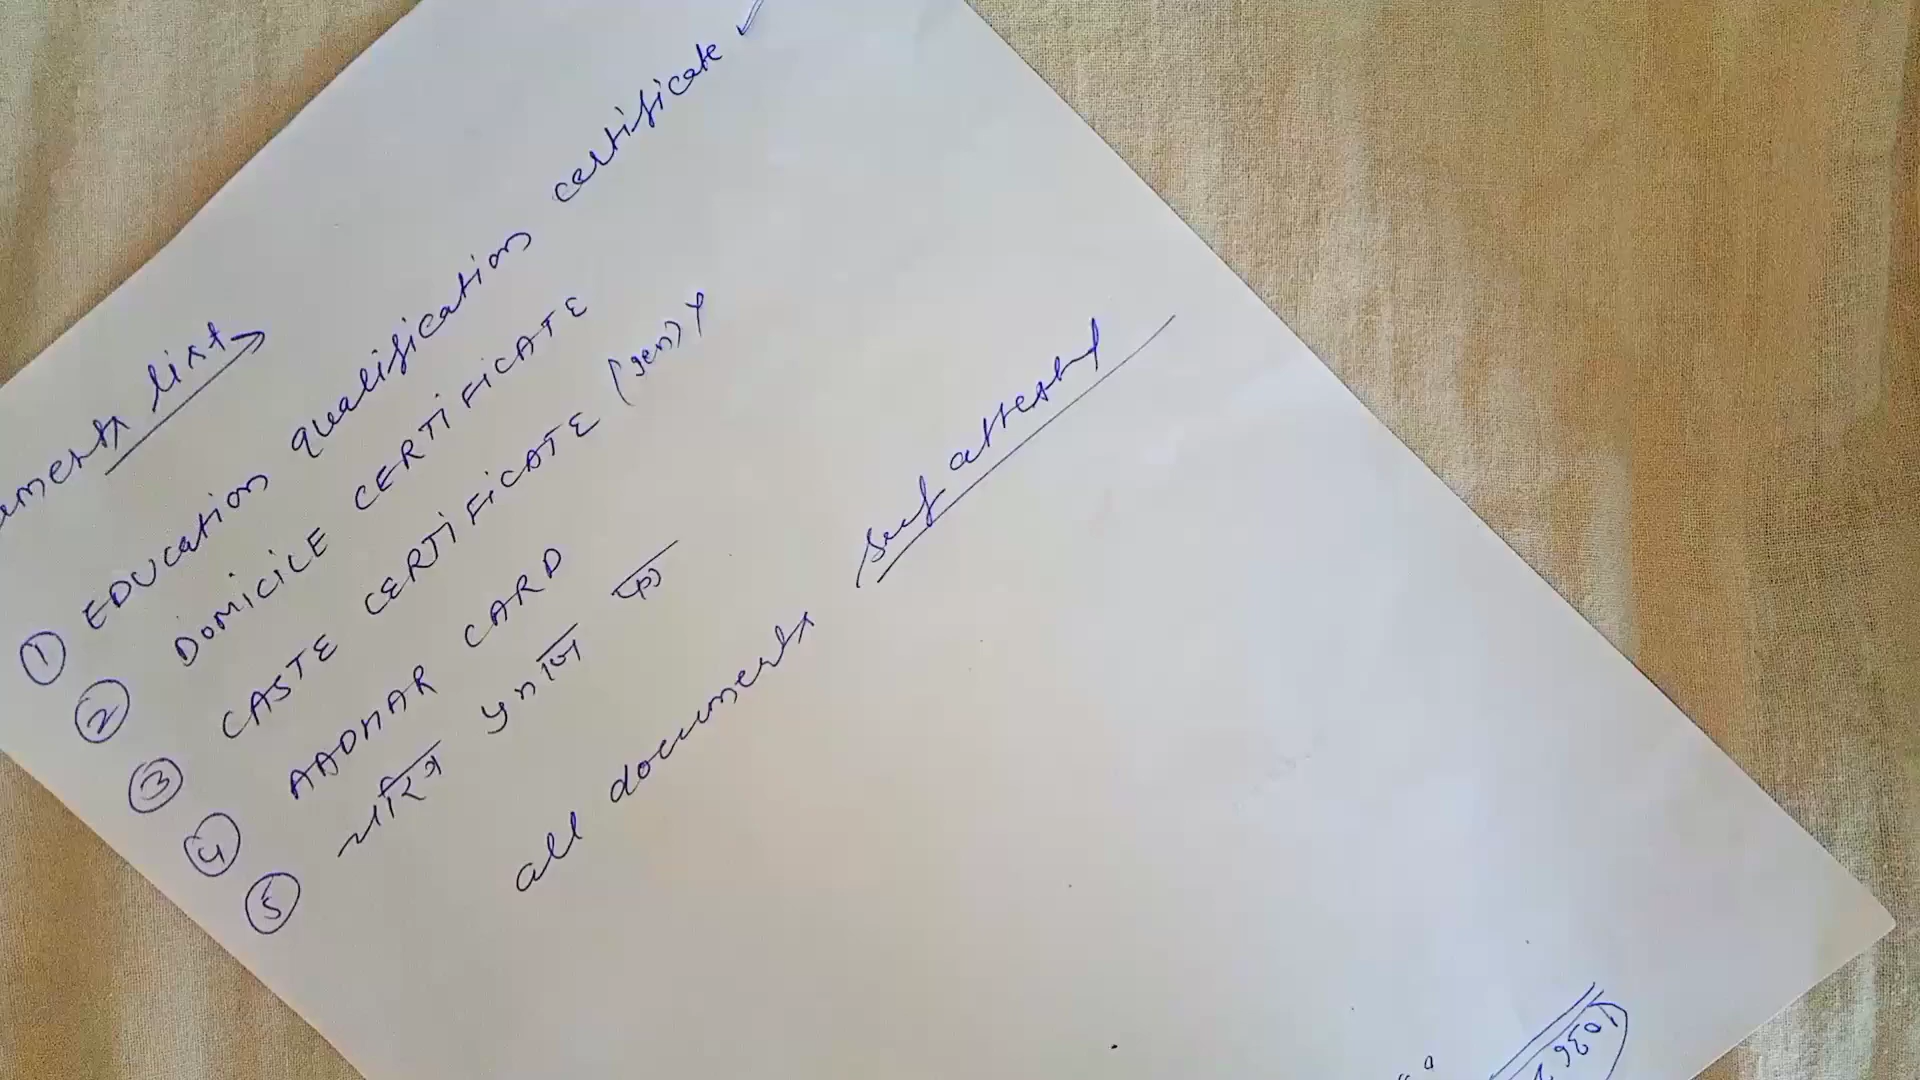 list
① EDUCation qualification certificate ✓
② DOMICILE CERTIFICATE
③ CASTE CERTIFICATE (gen) x
④ AADHAR CARD
⑤ चरित्र प्रमाण पत्र
all documents self attested